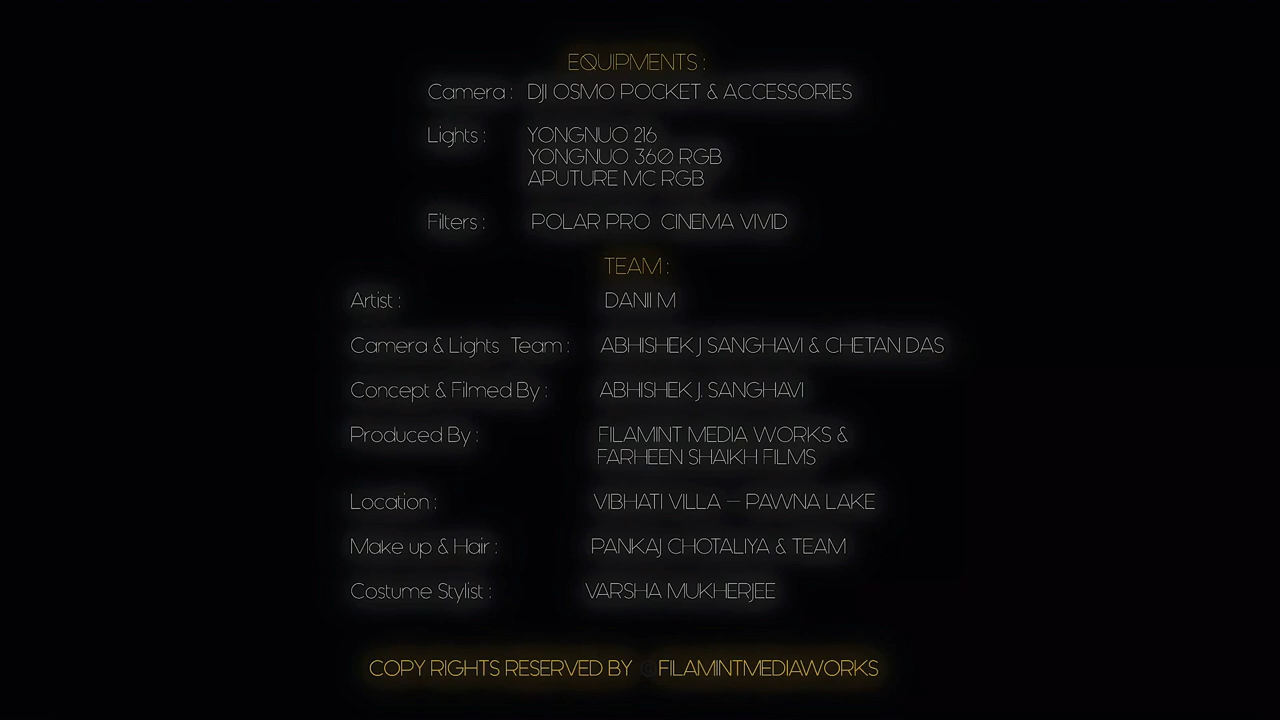 EQUIPMENTS :
Camera : DJI OSMO POCKET & ACCESSORIES
Lights : YONGNUO 216
YONGNUO 360 RGB
APUTURE MC RGB
Filters : POLAR PRO CINEMA VIVID
TEAM :
Artist : DANII M
Camera & Lights Team : ABHISHEK J SANGHAVI & CHETAN DAS
Concept & Filmed By : ABHISHEK J. SANGHAVI
Produced By : FILAMINT MEDIA WORKS &
FARHEEN SHAIKH FILMS
Location : VIBHATI VILLA – PAWNA LAKE
Make up & Hair : PANKAJ CHOTALIYA & TEAM
Costume Stylist : VARSHA MUKHERJEE
COPY RIGHTS RESERVED BY @FILAMINTMEDIAWORKS